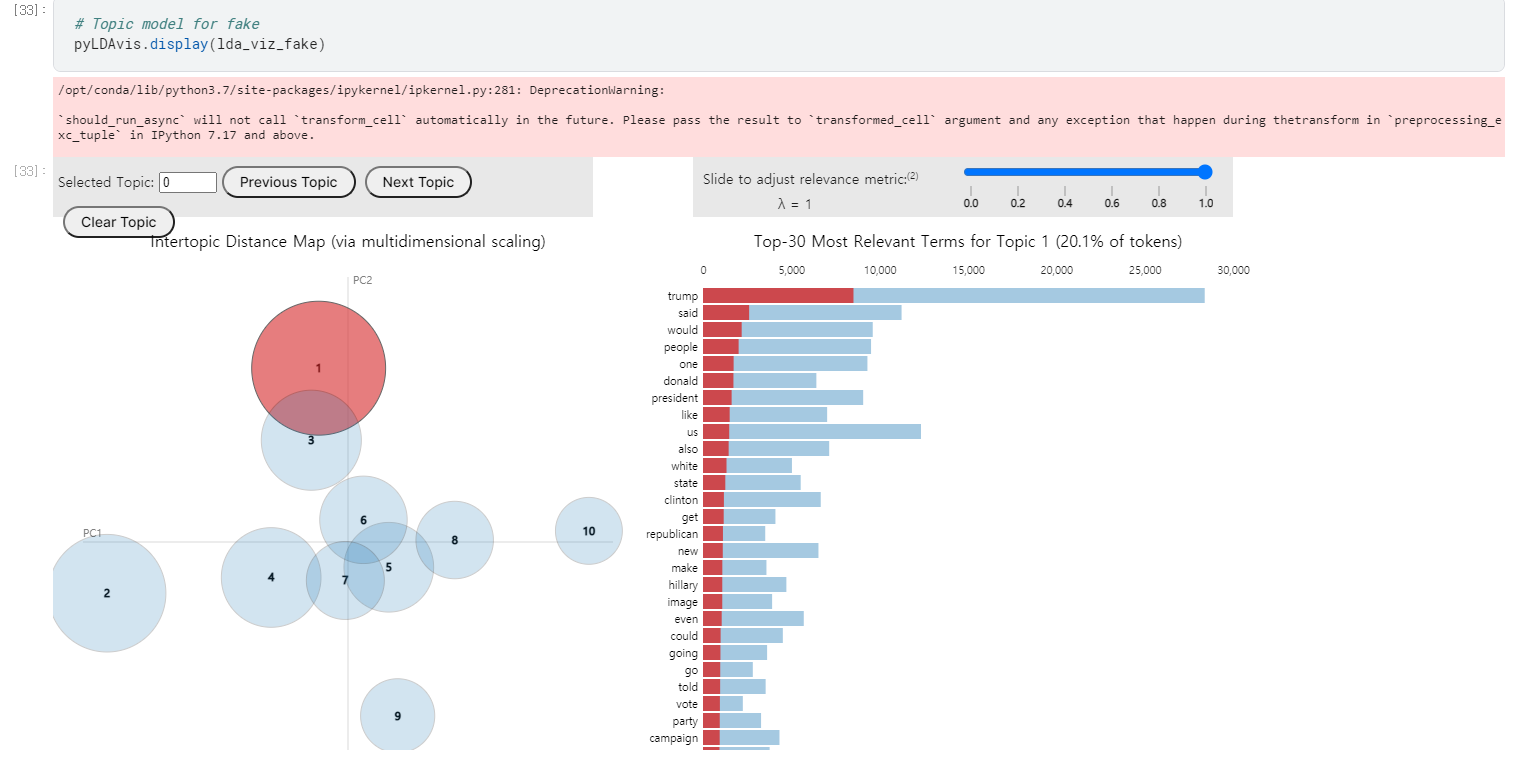 [33]:
# Topic model for fake
pyLDAvis.display(lda_viz_fake)
/opt/conda/lib/python3.7/site-packages/ipykernel/ipkernel.py:281: DeprecationWarning:
`should_run_async` will not call `transform_cell` automatically in the future. Please pass the result to `transformed_cell` argument and any exception that happen during thetransform in `preprocessing_e
xc_tuple` in IPython 7.17 and above.
[33]:
Selected Topic: 0 Previous Topic Next Topic
Clear Topic
Slide to adjust relevance metric:(2)
λ = 1
0.0 0.2 0.4 0.6 0.8 1.0
Intertopic Distance Map (via multidimensional scaling)
PC2
1
3
6
8
10
PC1
5
4
7
2
9
Top-30 Most Relevant Terms for Topic 1 (20.1% of tokens)
0 5,000 10,000 15,000 20,000 25,000 30,000
trump
said
would
people
one
donald
president
like
us
also
white
state
clinton
get
republican
new
make
hillary
image
even
could
going
go
told
vote
party
campaign